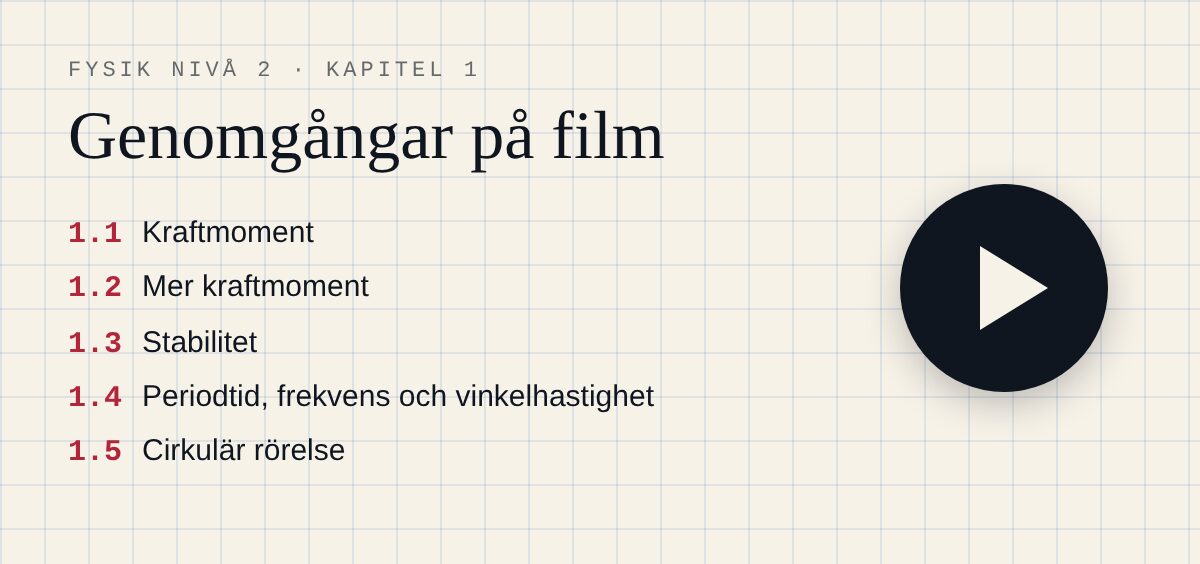 FYSIK NIVÅ 2 · KAPITEL 1
Genomgångar på film
1.1 Kraftmoment
1.2 Mer kraftmoment
1.3 Stabilitet
1.4 Periodtid, frekvens och vinkelhastighet
1.5 Cirkulär rörelse